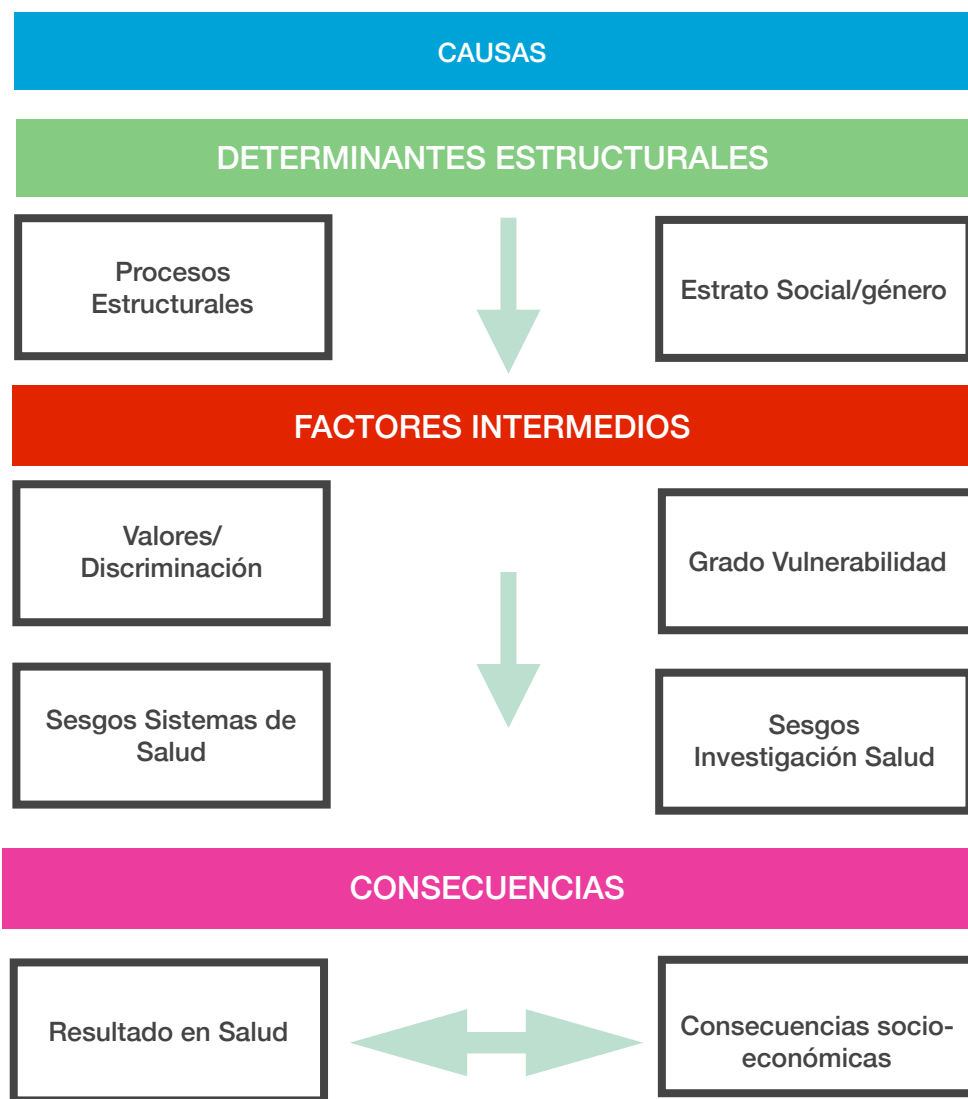 CAUSAS
DETERMINANTES ESTRUCTURALES
Procesos
Estructurales
Estrato Social/género
FACTORES INTERMEDIOS
Valores/
Discriminación
Grado Vulnerabilidad
Sesgos Sistemas de
Salud
Sesgos
Investigación Salud
CONSECUENCIAS
Resultado en Salud
Consecuencias socio-
económicas